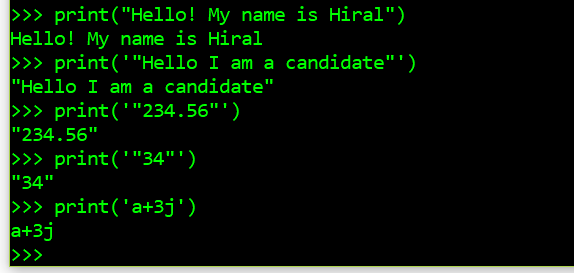 >>> print("Hello! My name is Hiral")
Hello! My name is Hiral
>>> print('"Hello I am a candidate"')
"Hello I am a candidate"
>>> print('"234.56"')
"234.56"
>>> print('"34"')
"34"
>>> print('a+3j')
a+3j
>>>